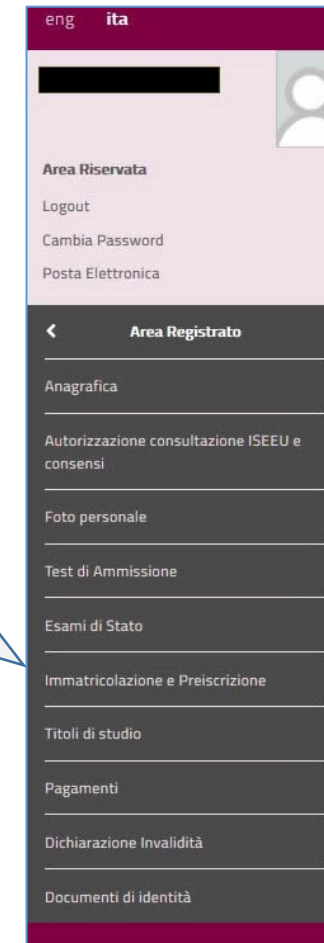 eng ita
Area Riservata
Logout
Cambia Password
Posta Elettronica
Area Registrato
Anagrafica
Autorizzazione consultazione ISEEU e
consensi
Foto personale
Test di Ammissione
Esami di Stato
Immatricolazione e Preiscrizione
Titoli di studio
Pagamenti
Dichiarazione Invalidità
Documenti di identità